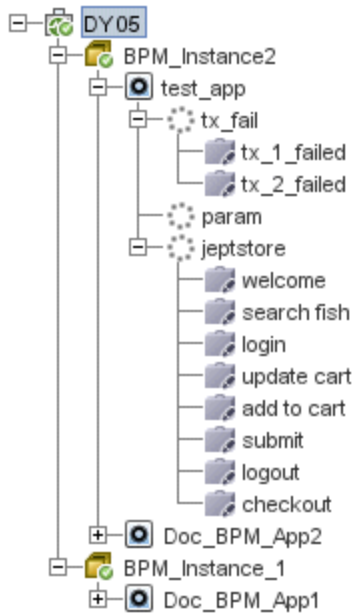 DY05
BPM_Instance2
test_app
tx_fail
tx_1_failed
tx_2_failed
param
jeptstore
welcome
search fish
login
update cart
add to cart
submit
logout
checkout
Doc_BPM_App2
BPM_Instance_1
Doc_BPM_App1